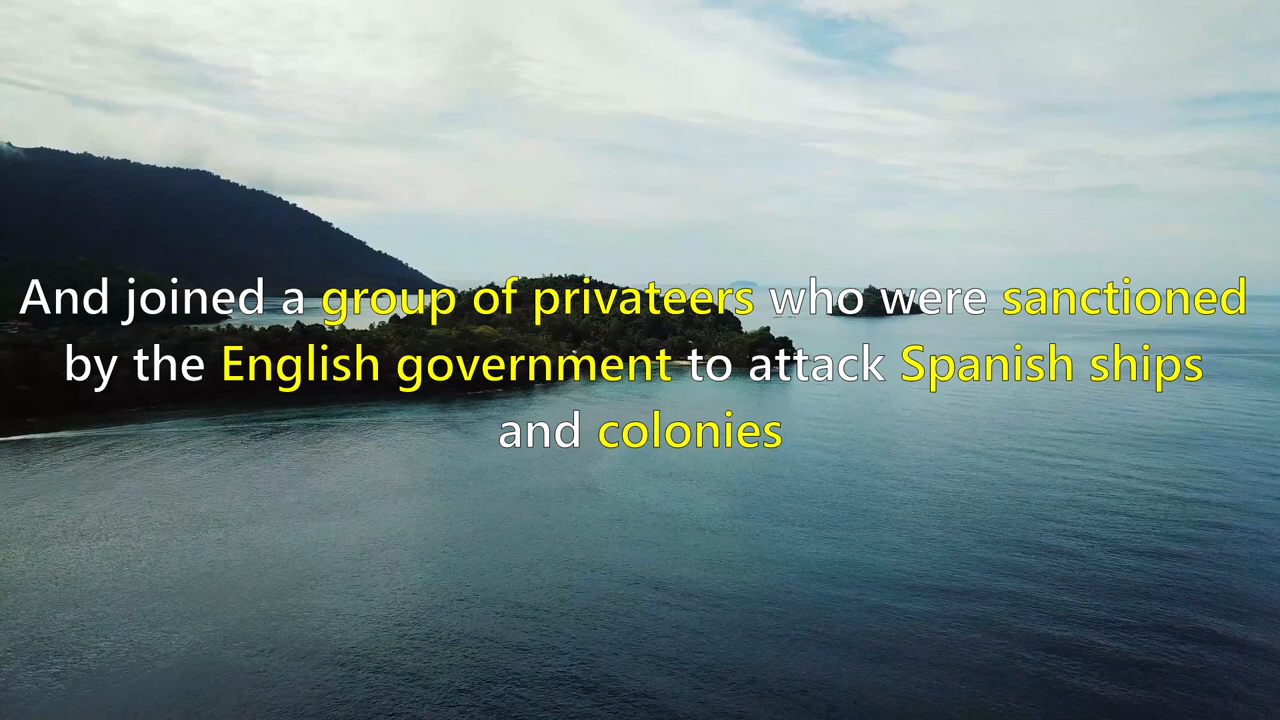 And joined a group of privateers who were sanctioned
by the English government to attack Spanish ships
and colonies